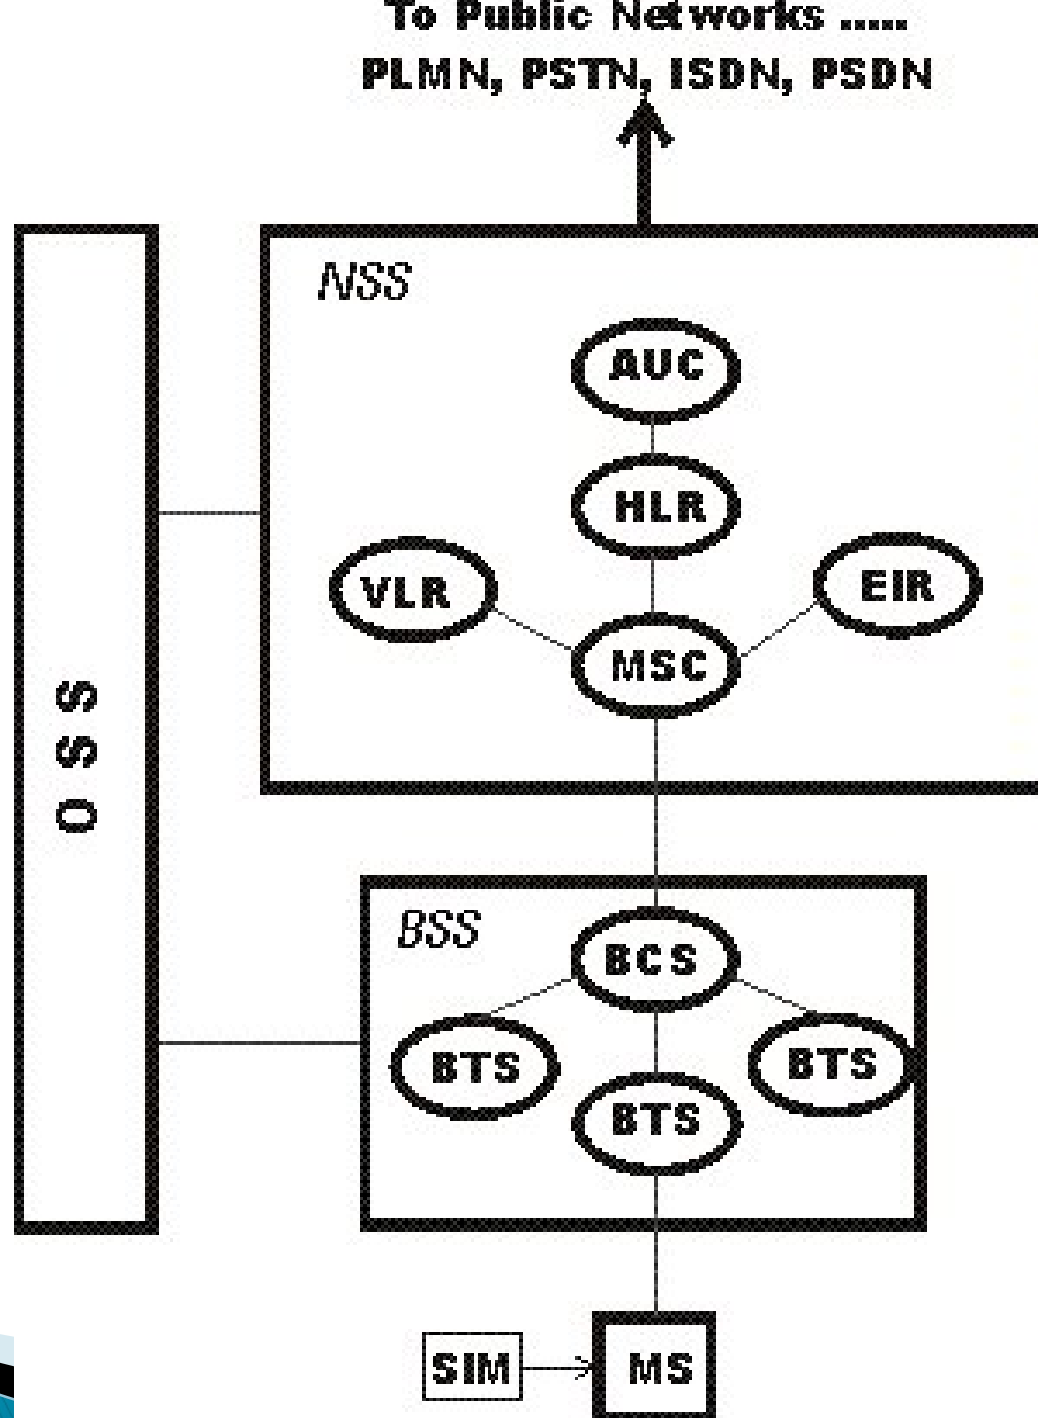 To Public Networks .....
PLMN, PSTN, ISDN, PSDN
NSS
AUC
HLR
VLR
EIR
MSC
OSS
BSS
BCS
BTS
BTS
BTS
SIM
MS